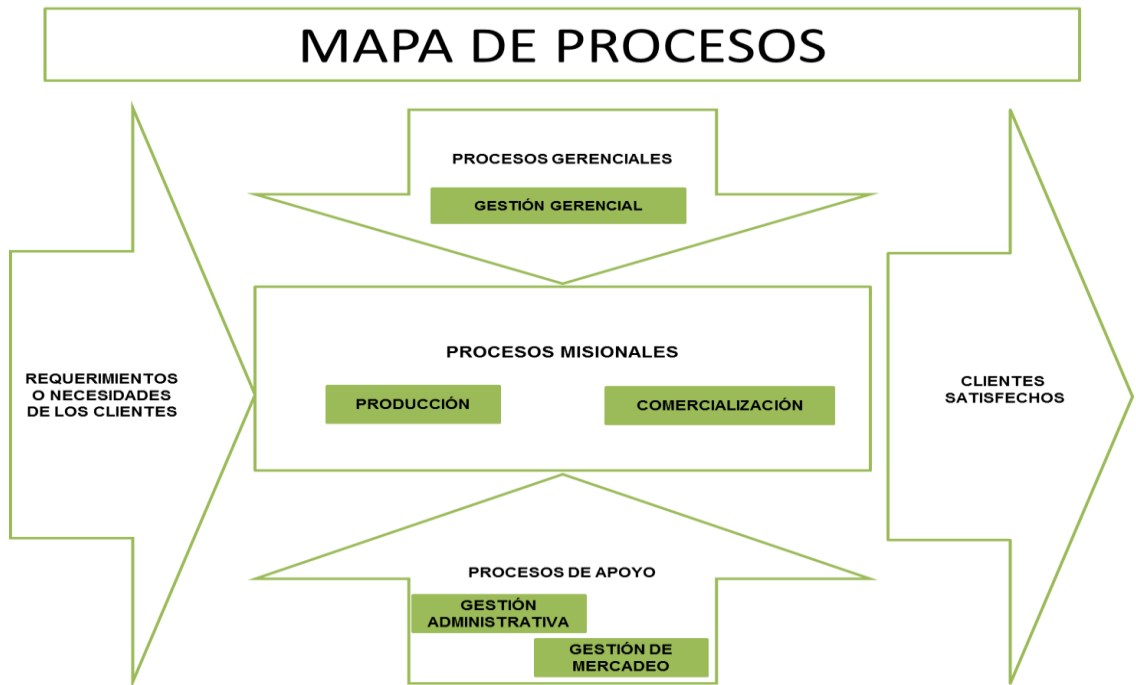 MAPA DE PROCESOS
PROCESOS GERENCIALES
GESTIÓN GERENCIAL
REQUERIMIENTOS
O NECESIDADES
DE LOS CLIENTES
PROCESOS MISIONALES
PRODUCCIÓN
COMERCIALIZACIÓN
CLIENTES
SATISFECHOS
PROCESOS DE APOYO
GESTIÓN
ADMINISTRATIVA
GESTIÓN DE
MERCADEO